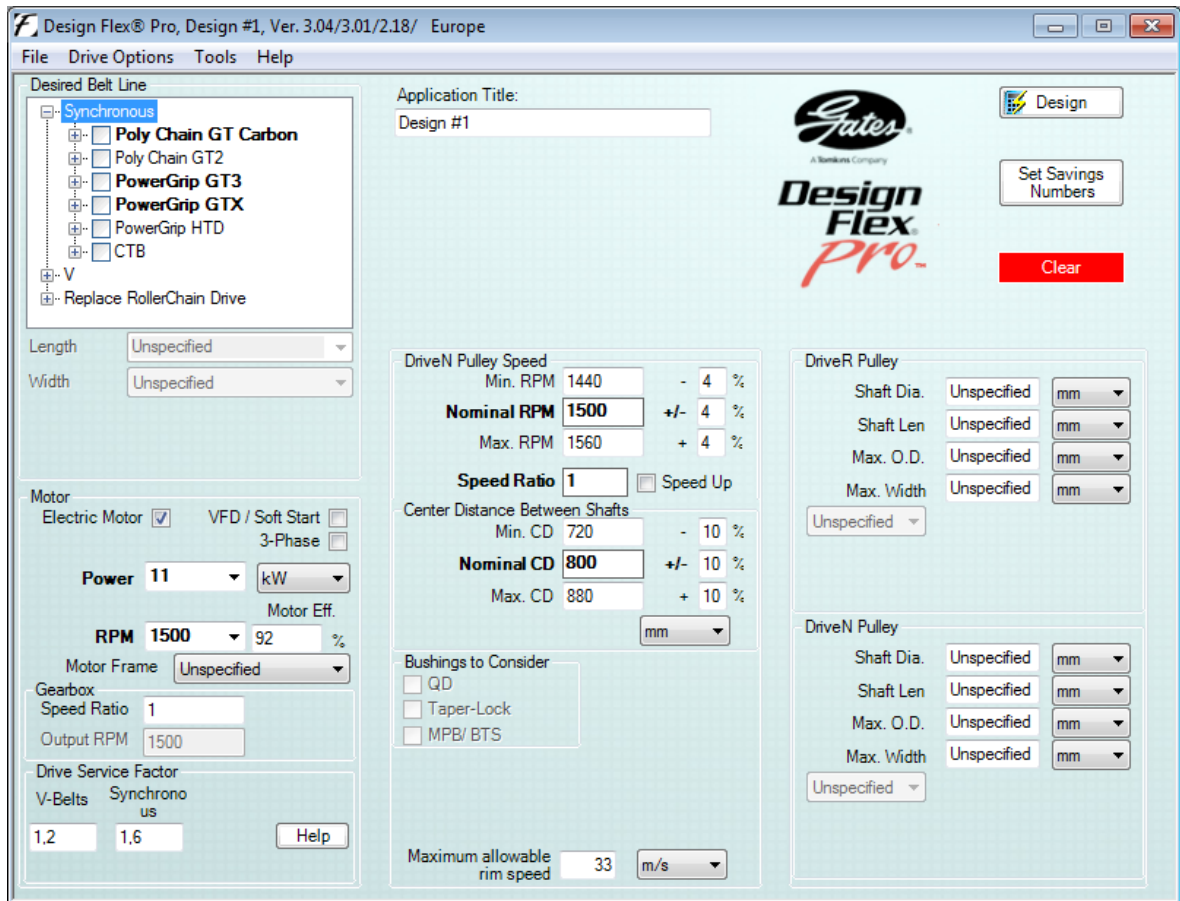 Design Flex® Pro, Design #1, Ver. 3.04/3.01/2.18/ Europe
File Drive Options Tools Help
Desired Belt Line
Synchronous
Poly Chain GT Carbon
Poly Chain GT2
PowerGrip GT3
PowerGrip GTX
PowerGrip HTD
CTB
V
Replace RollerChain Drive
Length Unspecified
Width Unspecified
Motor
Electric Motor VFD / Soft Start
3-Phase
Power 11 kW
Motor Eff.
RPM 1500 92 %
Motor Frame Unspecified
Gearbox
Speed Ratio 1
Output RPM 1500
Drive Service Factor
V-Belts Synchrono
us
1,2 1,6 Help
Application Title:
Design #1
Gates
A Tomkins Company
Design
Flex®
Pro™
Design
Set Savings
Numbers
Clear
DriveN Pulley Speed
Min. RPM 1440 - 4 %
Nominal RPM 1500 +/- 4 %
Max. RPM 1560 + 4 %
Speed Ratio 1 Speed Up
Center Distance Between Shafts
Min. CD 720 - 10 %
Nominal CD 800 +/- 10 %
Max. CD 880 + 10 %
mm
Bushings to Consider
QD
Taper-Lock
MPB/ BTS
Maximum allowable
rim speed 33 m/s
DriveR Pulley
Shaft Dia. Unspecified mm
Shaft Len Unspecified mm
Max. O.D. Unspecified mm
Max. Width Unspecified mm
Unspecified
DriveN Pulley
Shaft Dia. Unspecified mm
Shaft Len Unspecified mm
Max. O.D. Unspecified mm
Max. Width Unspecified mm
Unspecified